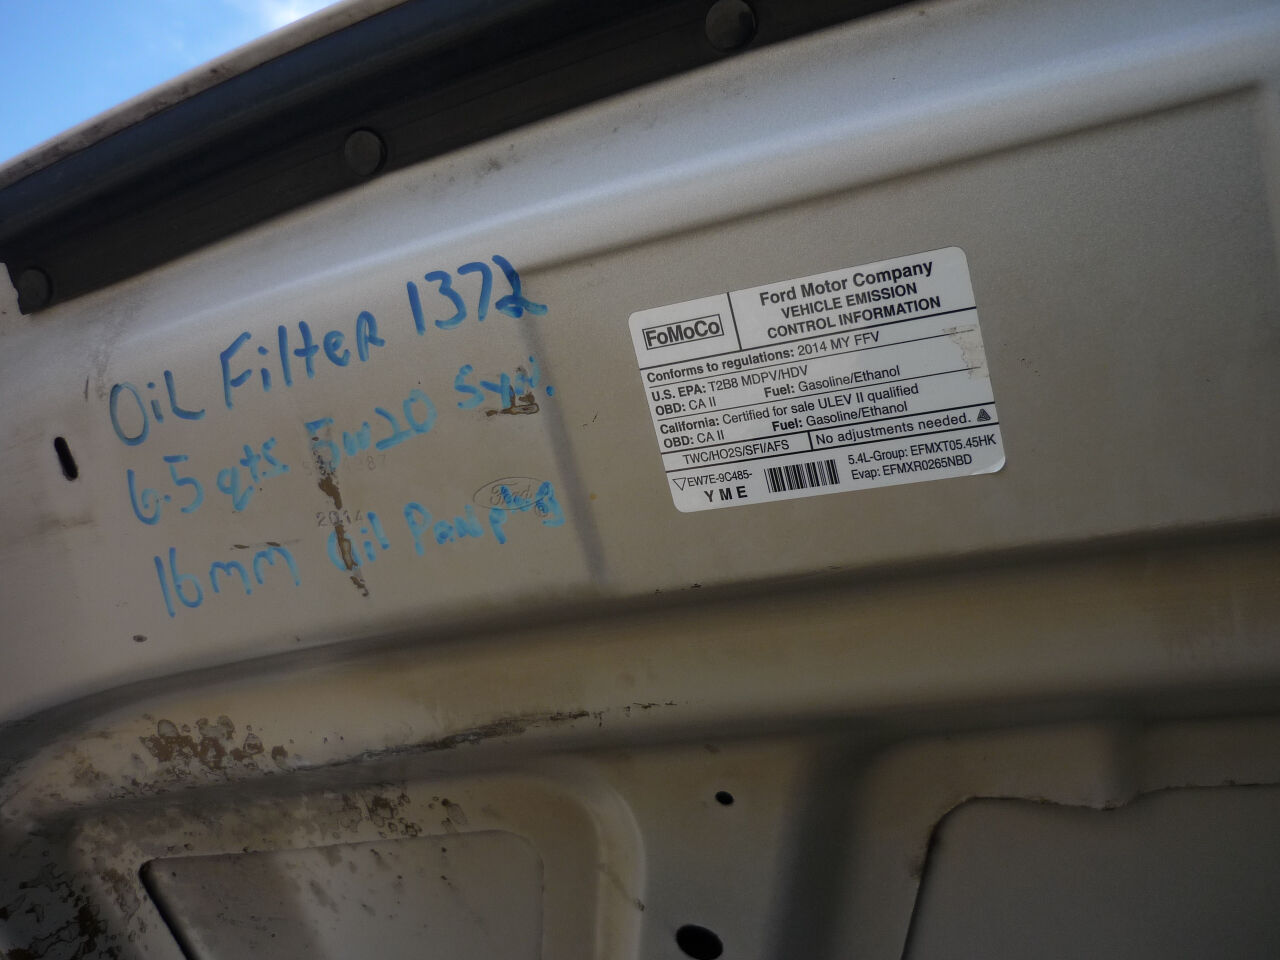 OiL FilteR 1372
6.5 qts 5w20 Syn.
16mm Oil Pan
2014
Ford
FoMoCo
Ford Motor Company
VEHICLE EMISSION
CONTROL INFORMATION
Conforms to regulations: 2014 MY FFV
U.S. EPA: T2B8 MDPV/HDV
OBD: CA II Fuel: Gasoline/Ethanol
California: Certified for sale ULEV II qualified
OBD: CA II Fuel: Gasoline/Ethanol
TWC/HO2S/SFI/AFS No adjustments needed.
EW7E-9C485-
YME
5.4L-Group: EFMXT05.45HK
Evap: EFMXR0265NBD